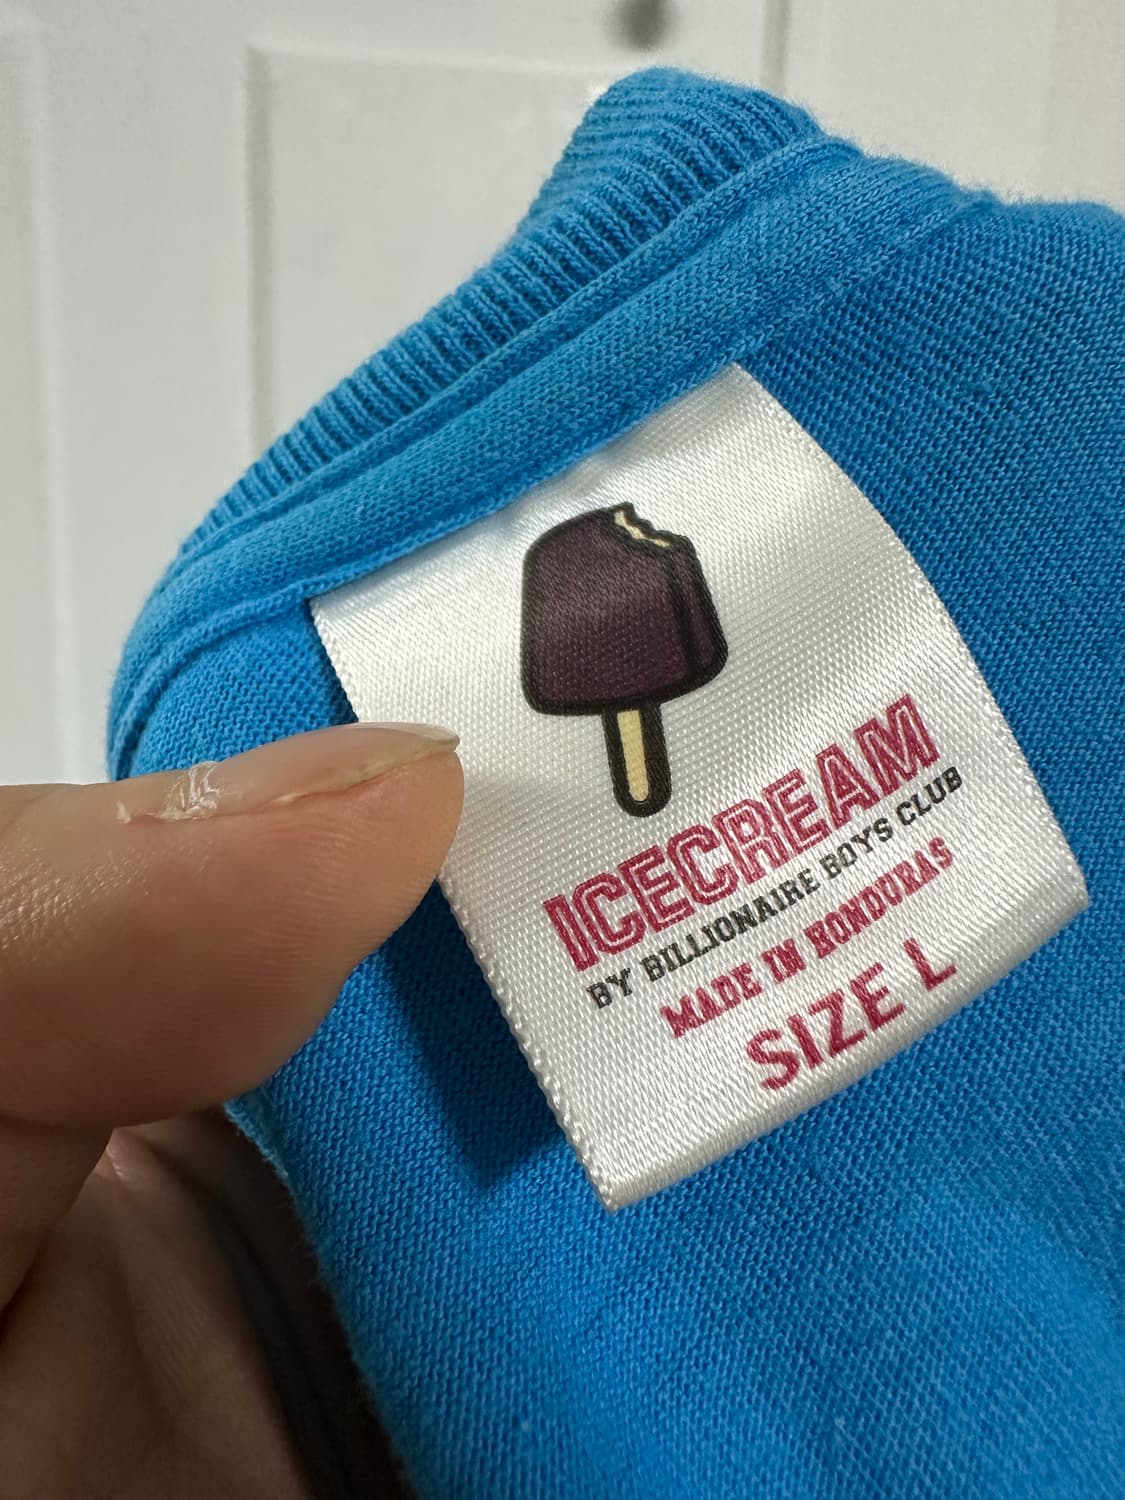 ICECREAM
BY BILLIONAIRE BOYS CLUB
MADE IN HONDURAS
SIZE L